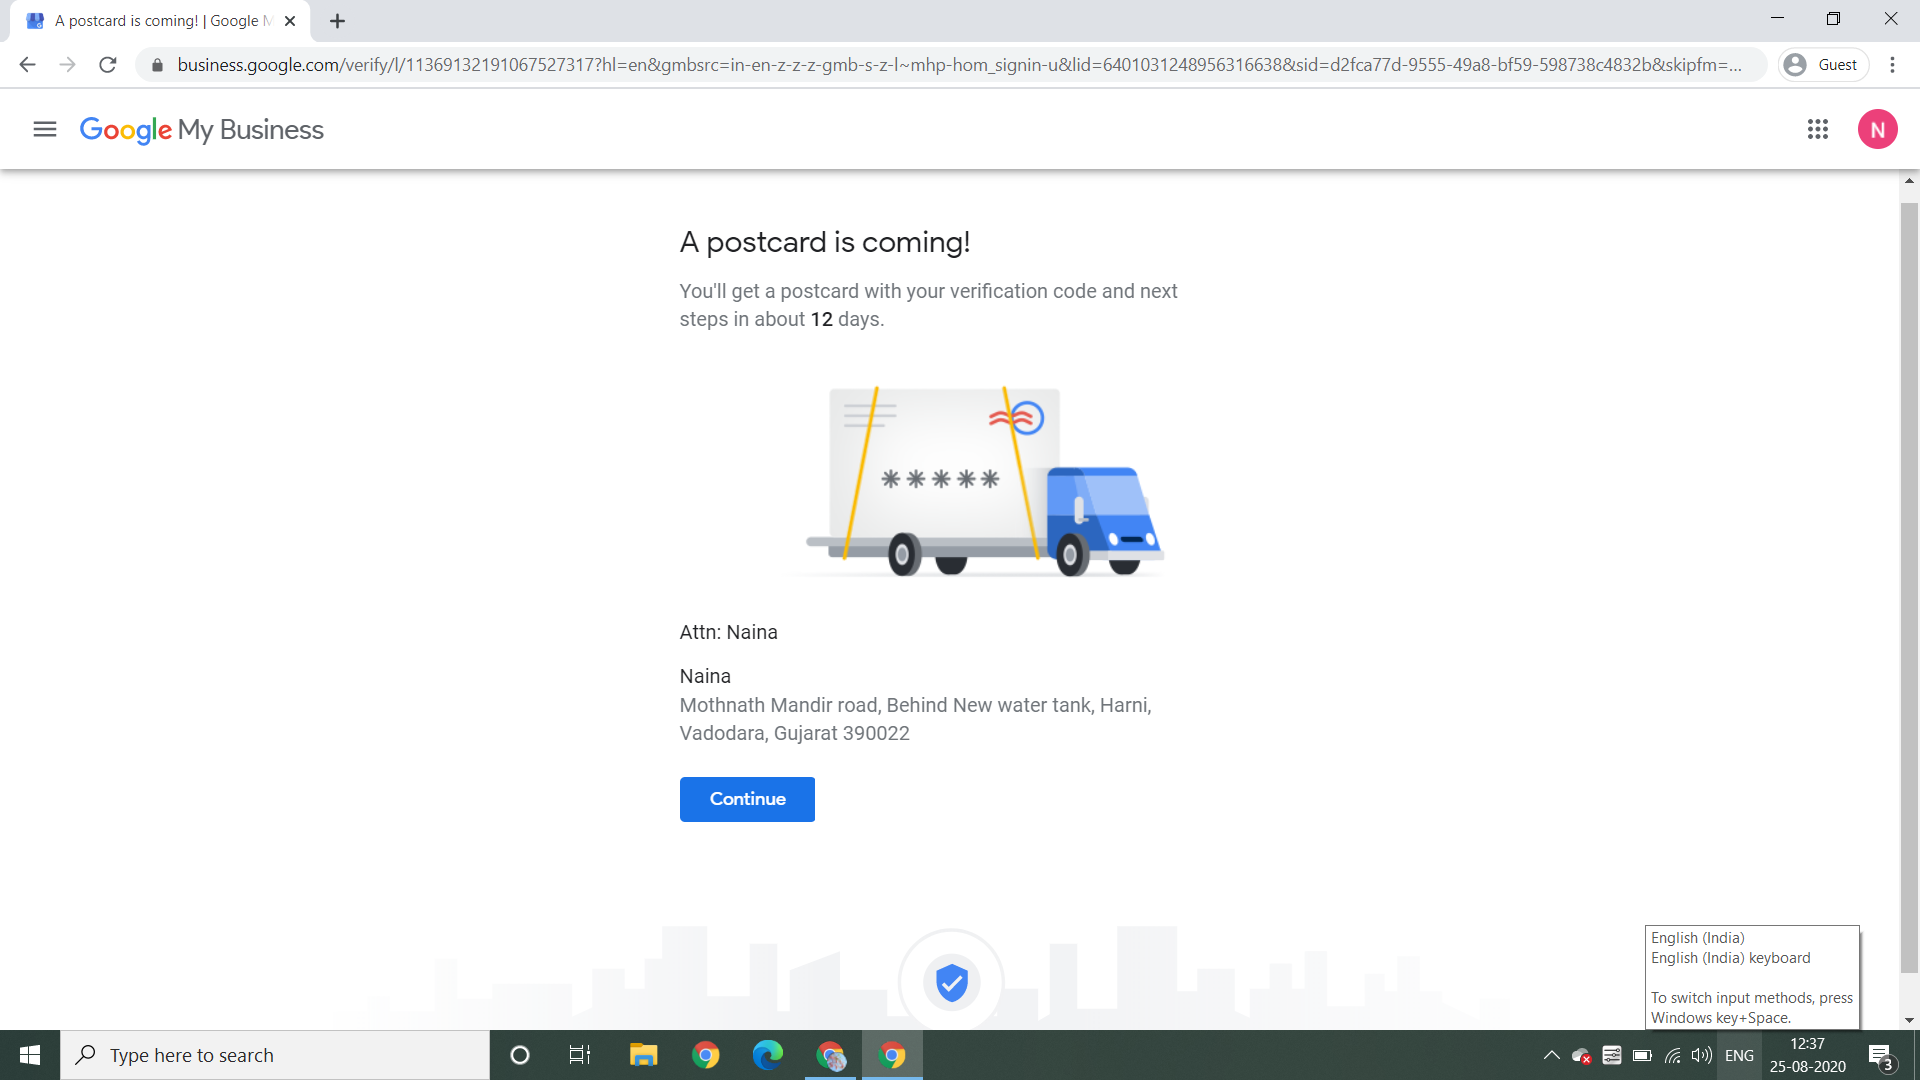 A postcard is coming! | Google M
business.google.com/verify/l/11369132191067527317?hl=en&gmbsrc=in-en-z-z-z-gmb-s-z-l~mhp-hom_signin-u&lid=6401031248956316638&sid=d2fca77d-9555-49a8-bf59-598738c4832b&skipfm=...
Guest
Google My Business
N
A postcard is coming!
You'll get a postcard with your verification code and next
steps in about 12 days.
*****
Attn: Naina
Naina
Mothnath Mandir road, Behind New water tank, Harni,
Vadodara, Gujarat 390022
Continue
English (India)
English (India) keyboard
To switch input methods, press
Windows key+Space.
Type here to search
ENG
12:37
25-08-2020
3